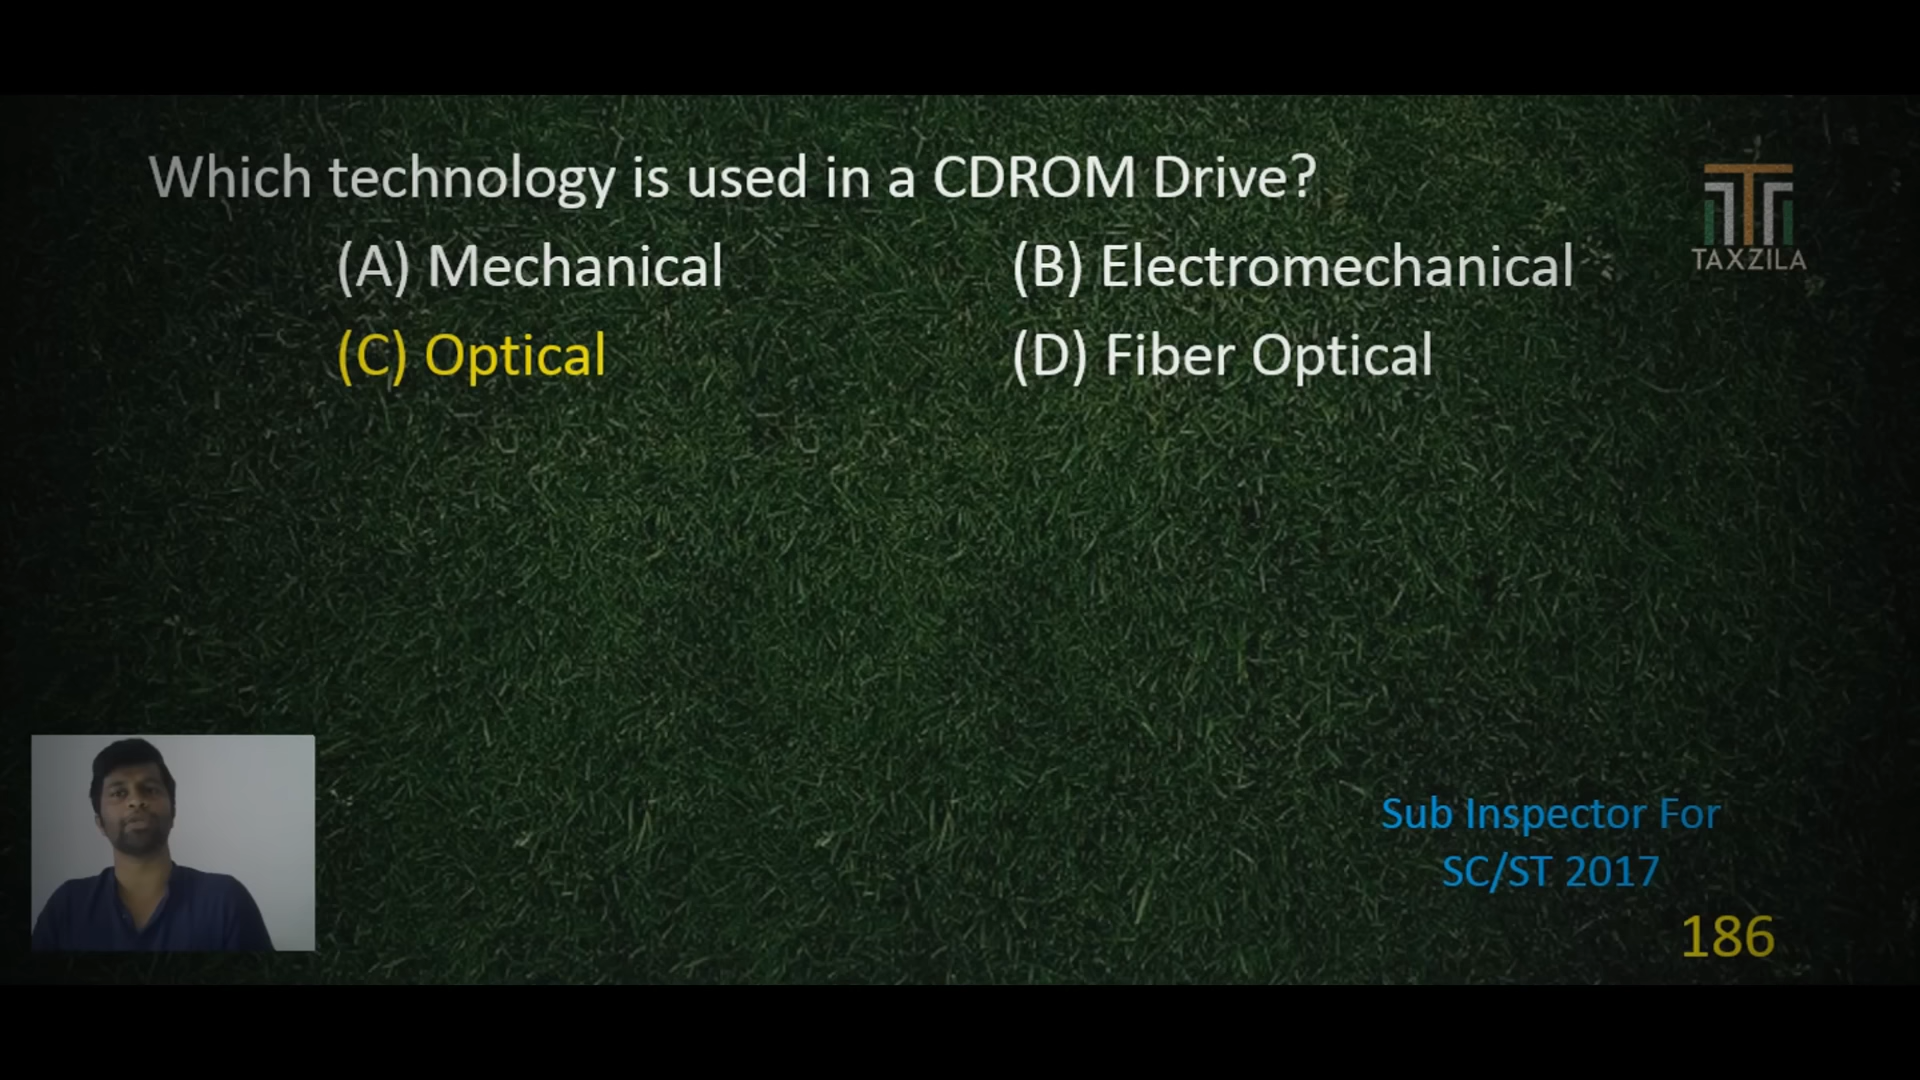 Which technology is used in a CDROM Drive?
(A) Mechanical (B) Electromechanical
(C) Optical (D) Fiber Optical
TAXZILA
Sub Inspector For
SC/ST 2017
186